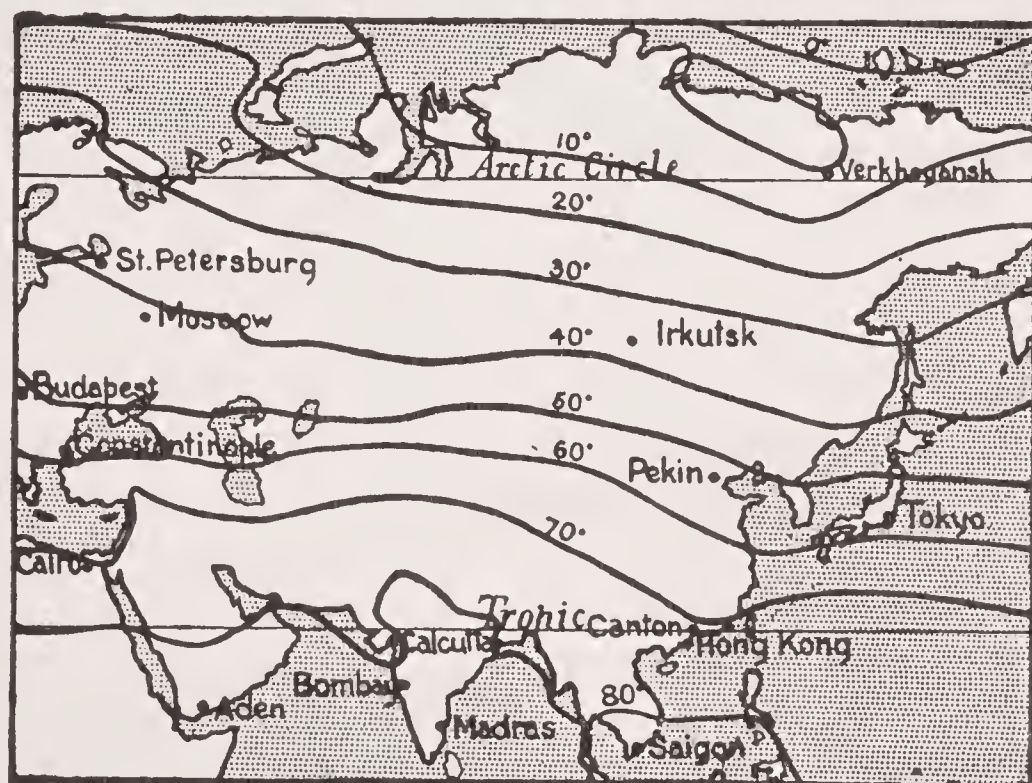 0°
10°
Arctic Circle
Verkhoyansk
20°
St. Petersburg
30°
Moscow
40°
Irkutsk
Budapest
50°
Constantinople
60°
Pekin
70°
Tokyo
Cairo
Tropic
Canton
Calcutta
Hong Kong
Bombay
80°
Aden
Madras
Saigon